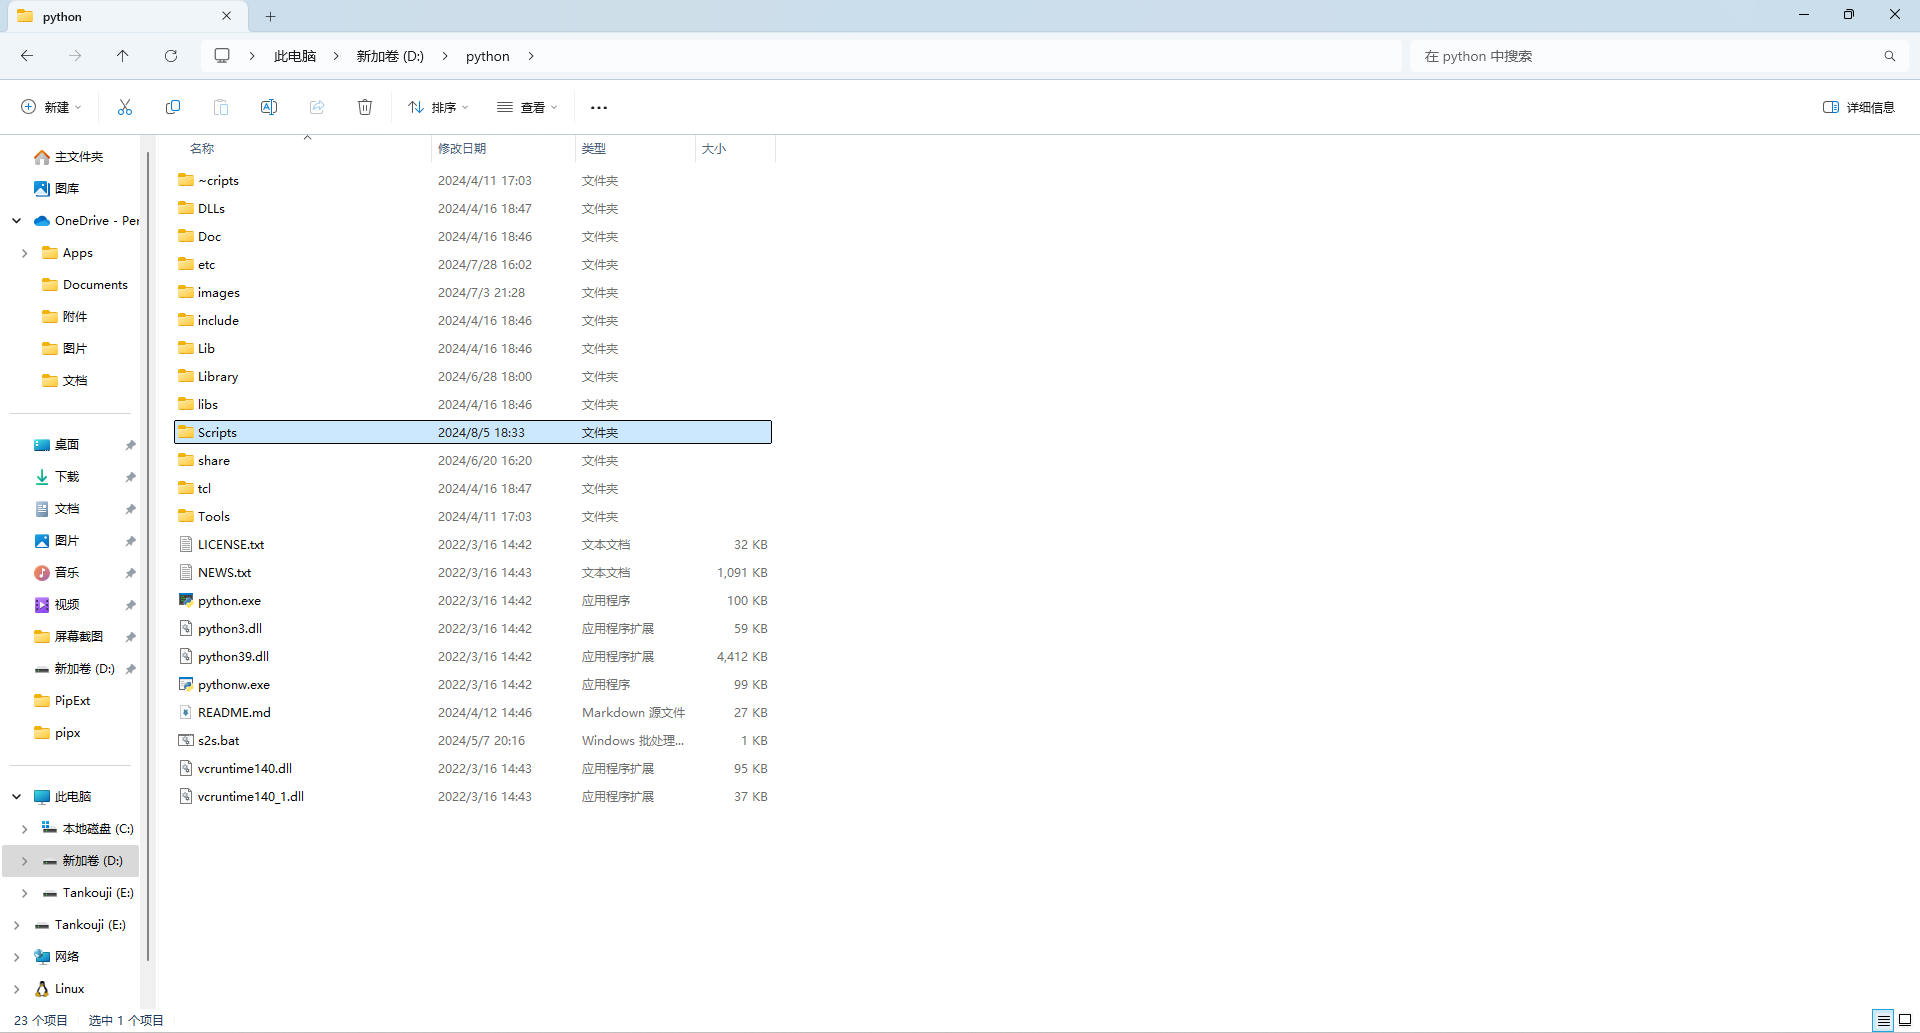 python
此电脑 新加卷 (D:) python
在 python 中搜索
新建 排序 查看 详细信息
主文件夹
图库
OneDrive - Per
Apps
Documents
附件
图片
文档
桌面
下载
文档
图片
音乐
视频
屏幕截图
新加卷 (D:)
PipExt
pipx
此电脑
本地磁盘 (C:)
新加卷 (D:)
Tankouji (E:)
Tankouji (E:)
网络
Linux
名称 修改日期 类型 大小
~cripts 2024/4/11 17:03 文件夹
DLLs 2024/4/16 18:47 文件夹
Doc 2024/4/16 18:46 文件夹
etc 2024/7/28 16:02 文件夹
images 2024/7/3 21:28 文件夹
include 2024/4/16 18:46 文件夹
Lib 2024/4/16 18:46 文件夹
Library 2024/6/28 18:00 文件夹
libs 2024/4/16 18:46 文件夹
Scripts 2024/8/5 18:33 文件夹
share 2024/6/20 16:20 文件夹
tcl 2024/4/16 18:47 文件夹
Tools 2024/4/11 17:03 文件夹
LICENSE.txt 2022/3/16 14:42 文本文档 32 KB
NEWS.txt 2022/3/16 14:43 文本文档 1,091 KB
python.exe 2022/3/16 14:42 应用程序 100 KB
python3.dll 2022/3/16 14:42 应用程序扩展 59 KB
python39.dll 2022/3/16 14:42 应用程序扩展 4,412 KB
pythonw.exe 2022/3/16 14:42 应用程序 99 KB
README.md 2024/4/12 14:46 Markdown 源文件 27 KB
s2s.bat 2024/5/7 20:16 Windows 批处理... 1 KB
vcruntime140.dll 2022/3/16 14:43 应用程序扩展 95 KB
vcruntime140_1.dll 2022/3/16 14:43 应用程序扩展 37 KB
23 个项目 选中 1 个项目